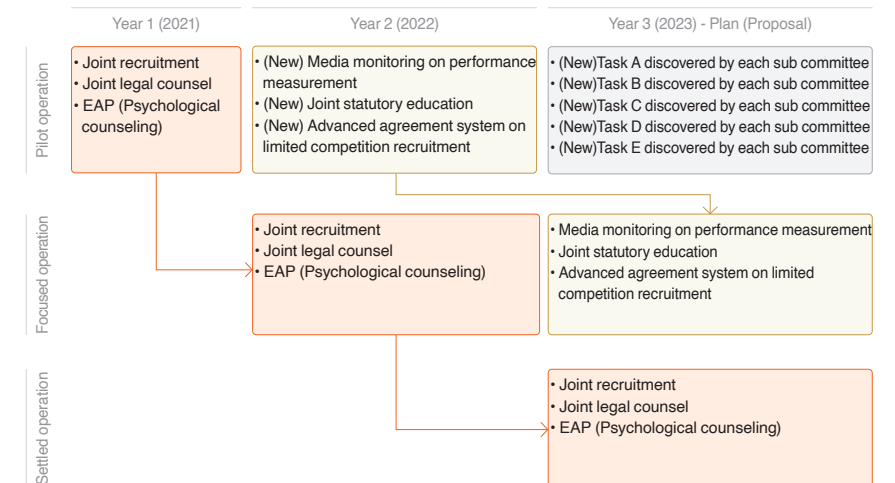 Year 1 (2021)
Year 2 (2022)
Year 3 (2023) - Plan (Proposal)
Pilot operation
• Joint recruitment
• Joint legal counsel
• EAP (Psychological
counseling)
• (New) Media monitoring on performance
measurement
• (New) Joint statutory education
• (New) Advanced agreement system on
limited competition recruitment
• (New)Task A discovered by each sub committee
• (New)Task B discovered by each sub committee
• (New)Task C discovered by each sub committee
• (New)Task D discovered by each sub committee
• (New)Task E discovered by each sub committee
Focused operation
• Joint recruitment
• Joint legal counsel
• EAP (Psychological counseling)
• Media monitoring on performance measurement
• Joint statutory education
• Advanced agreement system on limited
competition recruitment
Settled operation
• Joint recruitment
• Joint legal counsel
• EAP (Psychological counseling)